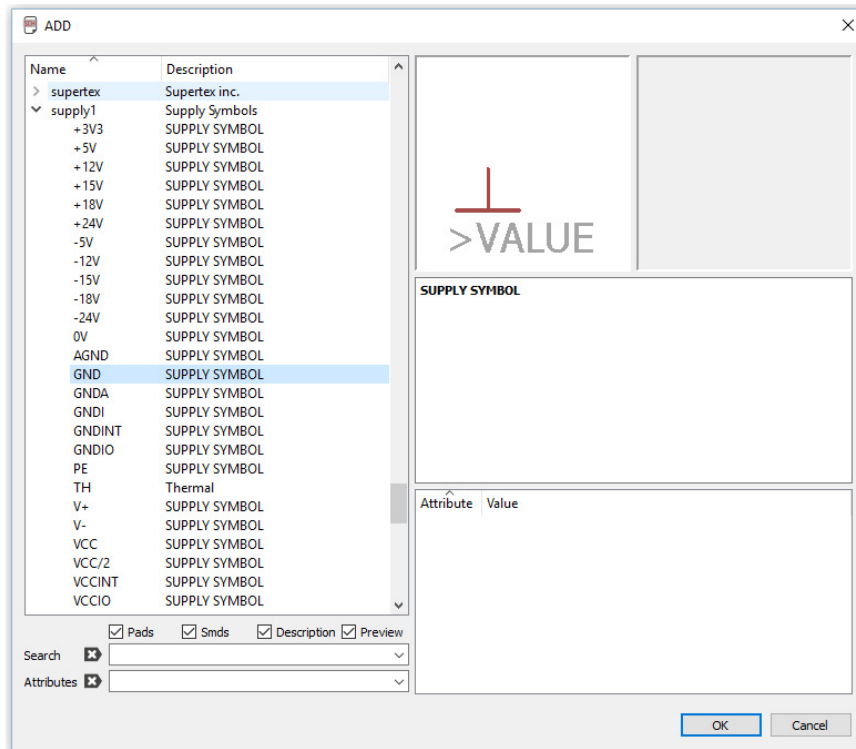 ADD
Name Description
supertex Supertex inc.
supply1 Supply Symbols
+3V3 SUPPLY SYMBOL
+5V SUPPLY SYMBOL
+12V SUPPLY SYMBOL
+15V SUPPLY SYMBOL
+18V SUPPLY SYMBOL
+24V SUPPLY SYMBOL
-5V SUPPLY SYMBOL
-12V SUPPLY SYMBOL
-15V SUPPLY SYMBOL
-18V SUPPLY SYMBOL
-24V SUPPLY SYMBOL
0V SUPPLY SYMBOL
AGND SUPPLY SYMBOL
GND SUPPLY SYMBOL
GNDA SUPPLY SYMBOL
GNDI SUPPLY SYMBOL
GNDINT SUPPLY SYMBOL
GNDIO SUPPLY SYMBOL
PE SUPPLY SYMBOL
TH Thermal
V+ SUPPLY SYMBOL
V- SUPPLY SYMBOL
VCC SUPPLY SYMBOL
VCC/2 SUPPLY SYMBOL
VCCINT SUPPLY SYMBOL
VCCIO SUPPLY SYMBOL
Pads Smds Description Preview
Search
Attributes
>VALUE
SUPPLY SYMBOL
Attribute Value
OK Cancel